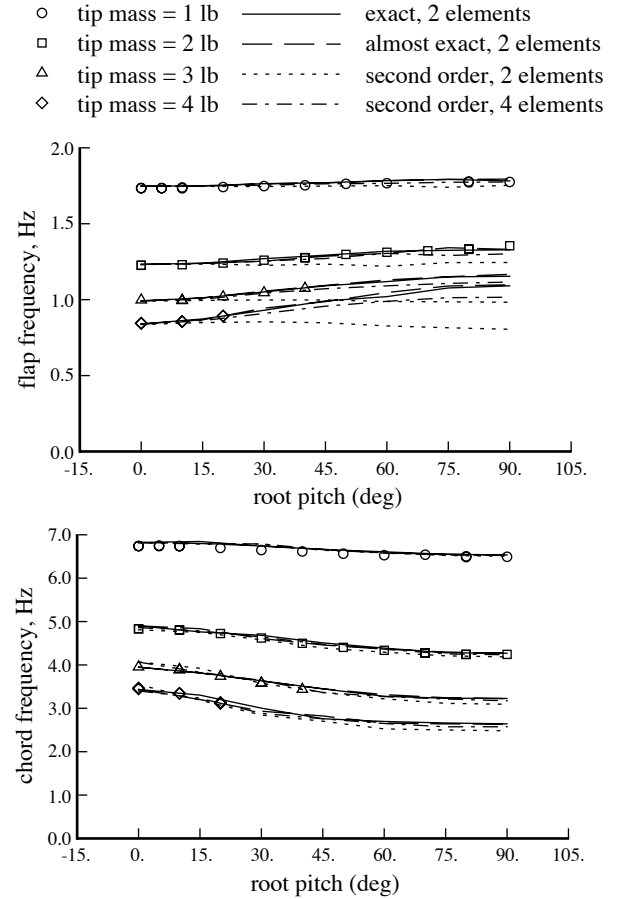 tip mass = 1 lb exact, 2 elements
tip mass = 2 lb almost exact, 2 elements
tip mass = 3 lb second order, 2 elements
tip mass = 4 lb second order, 4 elements
2.0
1.5
1.0
0.5
0.0
flap frequency, Hz
-15. 0. 15. 30. 45. 60. 75. 90. 105.
root pitch (deg)
7.0
6.0
5.0
4.0
3.0
2.0
1.0
0.0
chord frequency, Hz
-15. 0. 15. 30. 45. 60. 75. 90. 105.
root pitch (deg)